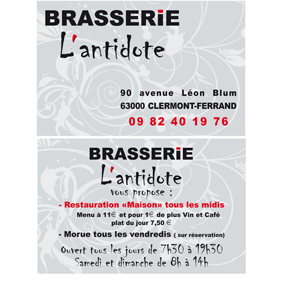 BRASSERiE
L'antidote
90 avenue Léon Blum
63000 CLERMONT-FERRAND
09 82 40 19 76
BRASSERiE
L'antidote
vous propose :
- Restauration «Maison» tous les midis
Menu à 11€ et pour 1€ de plus Vin et Café
plat du jour 7,50 €
- Morue tous les vendredis ( sur réservation)
Ouvert tous les jours de 7h30 à 19h30
Samedi et dimanche de 8h à 14h